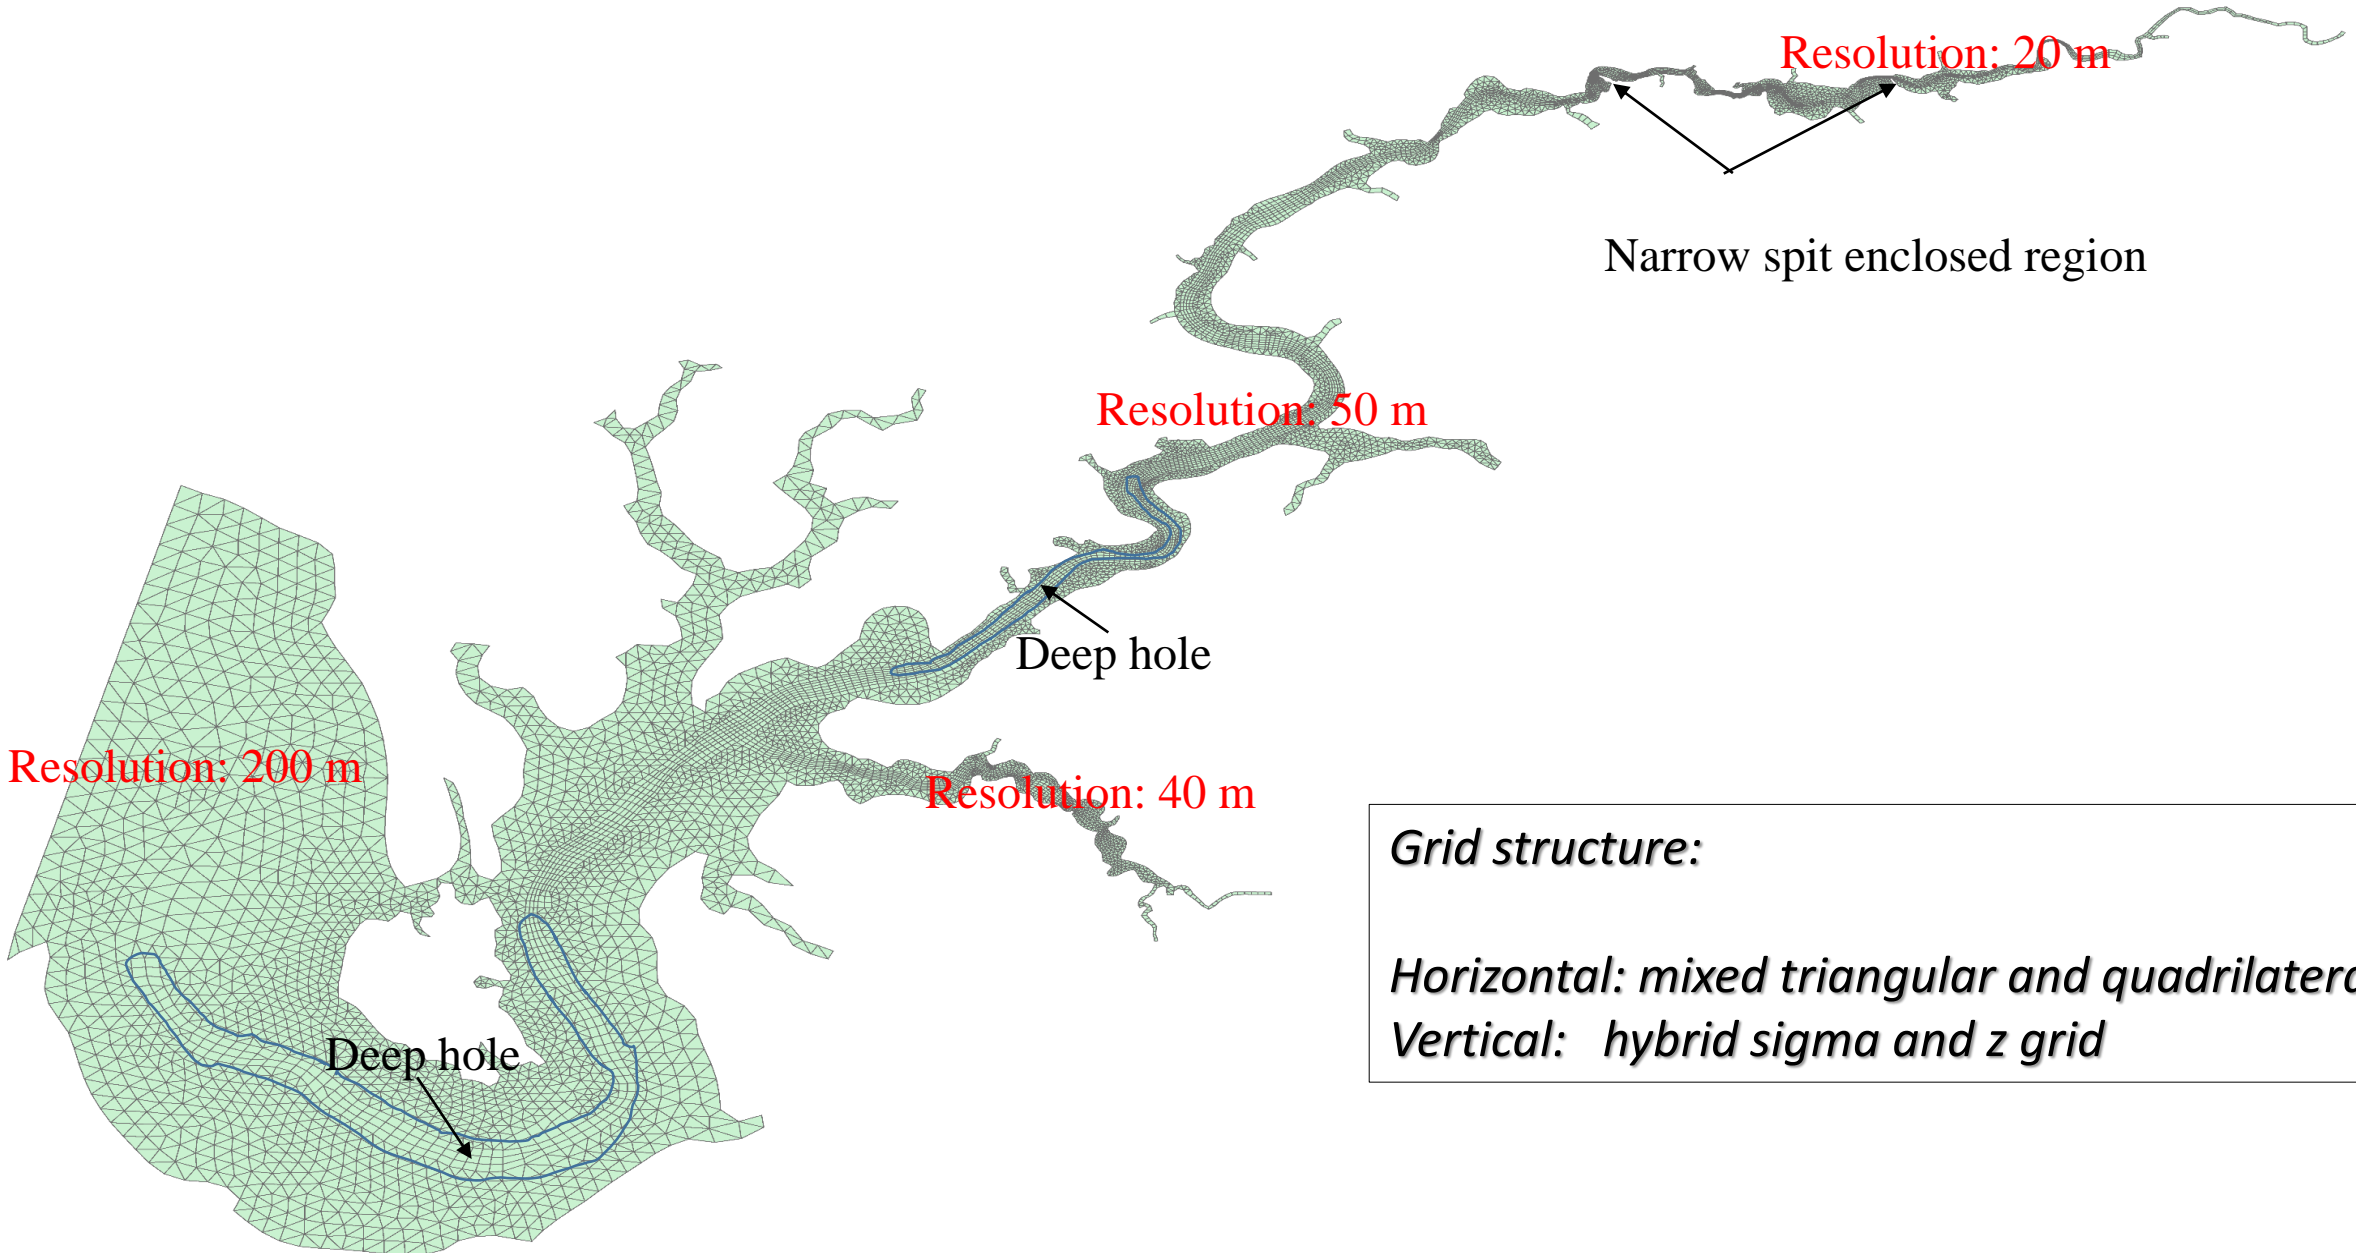 Resolution: 20 m
Narrow spit enclosed region
Resolution: 50 m
Deep hole
Resolution: 200 m
Resolution: 40 m
Deep hole
Grid structure:
Horizontal: mixed triangular and
Vertical: hybrid sigma and z grid